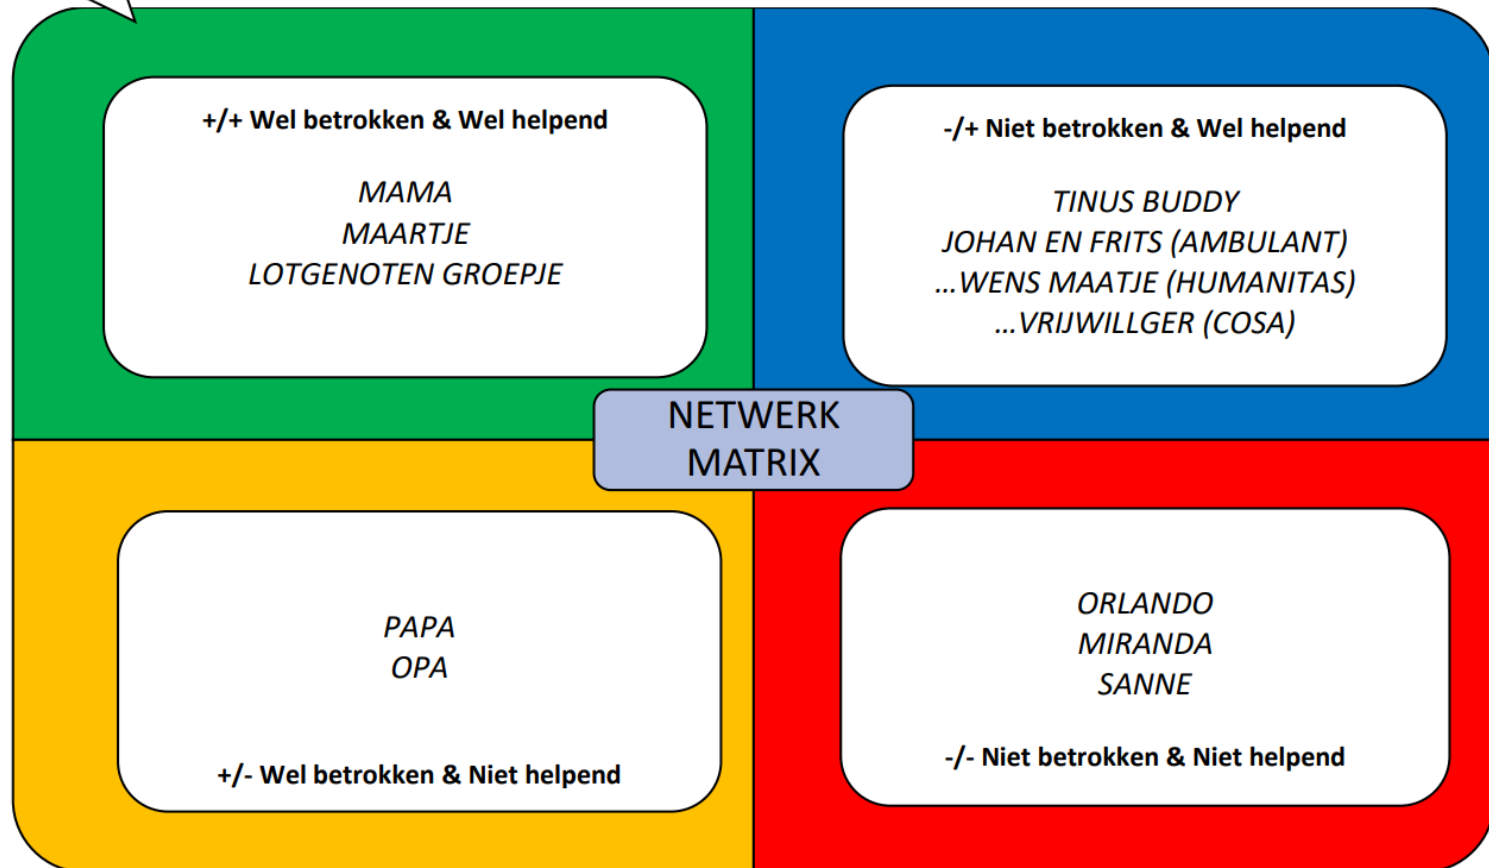 +/+ Wel betrokken & Wel helpend
MAMA
MAARTJE
LOTGENOTEN GROEPJE
-/+ Niet betrokken & Wel helpend
TINUS BUDDY
JOHAN EN FRITS (AMBULANT)
…WENS MAATJE (HUMANITAS)
…VRIJWILLGER (COSA)
NETWERK
MATRIX
PAPA
OPA
+/- Wel betrokken & Niet helpend
ORLANDO
MIRANDA
SANNE
-/- Niet betrokken & Niet helpend